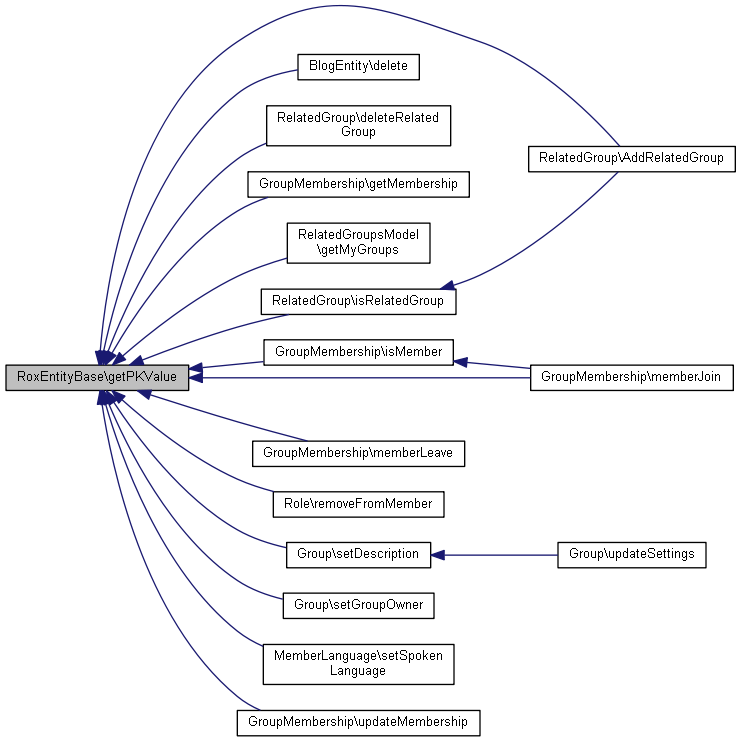 BlogEntity\delete
RelatedGroup\deleteRelated
Group
RelatedGroup\AddRelatedGroup
GroupMembership\getMembership
RelatedGroupsModel
\getMyGroups
RelatedGroup\isRelatedGroup
GroupMembership\isMember
RoxEntityBase\getPKValue
GroupMembership\memberJoin
GroupMembership\memberLeave
Role\removeFromMember
Group\setDescription
Group\updateSettings
Group\setGroupOwner
MemberLanguage\setSpoken
Language
GroupMembership\updateMembership